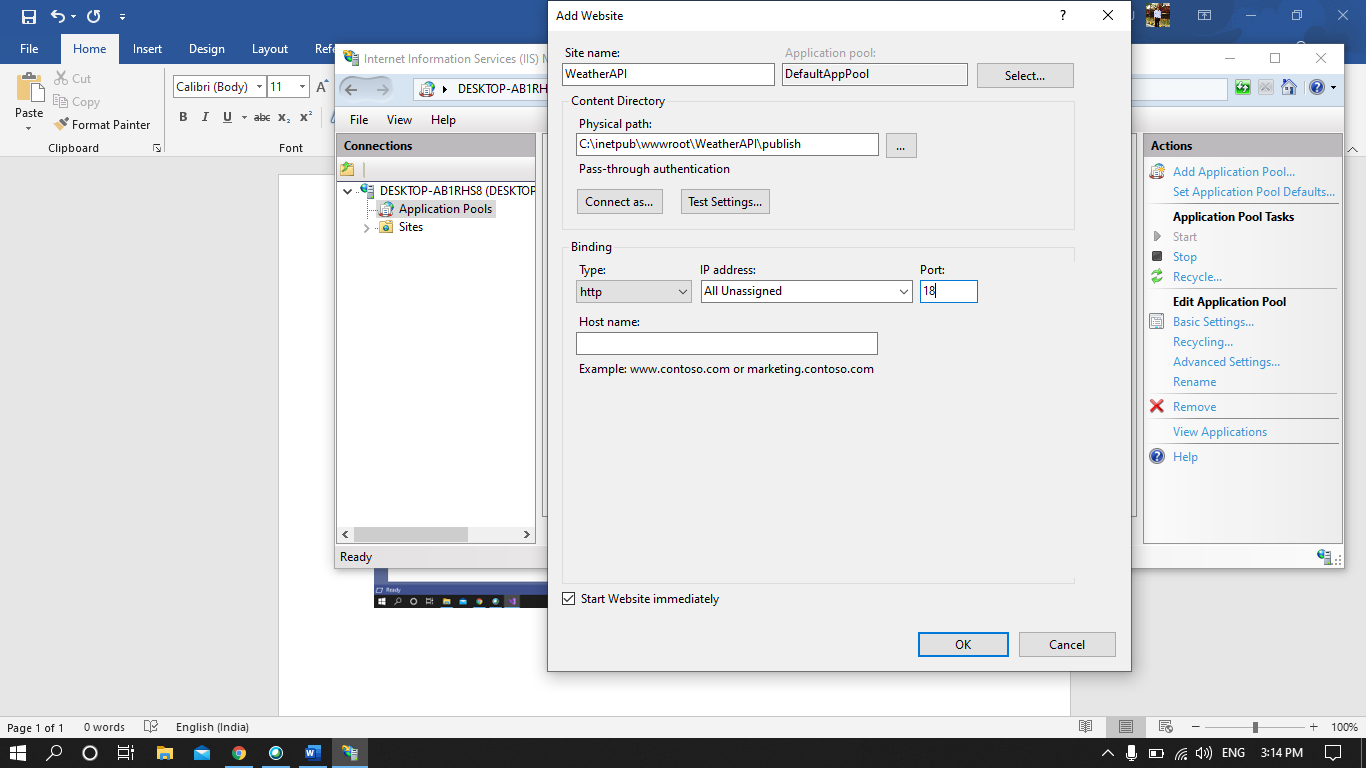 Add Website
?
File
Home
Insert
Design
Layout
Site name:
Application pool:
WeatherAPI
DefaultAppPool
Select...
Internet Information Services (IIS)
DESKTOP-AB1RH
Cut
Copy
Paste
Format Painter
Clipboard
Calibri (Body)
11
A
B I U abc x₂ x²
Font
File
View
Help
Connections
DESKTOP-AB1RHS8 (DESKTOP
Application Pools
Sites
Ready
Content Directory
Physical path:
C:\inetpub\wwwroot\WeatherAPI\publish
...
Pass-through authentication
Connect as...
Test Settings...
Binding
Type:
IP address:
Port:
http
All Unassigned
18
Host name:
Example: www.contoso.com or marketing.contoso.com
Start Website immediately
OK
Cancel
Actions
Add Application Pool...
Set Application Pool Defaults...
Application Pool Tasks
Start
Stop
Recycle...
Edit Application Pool
Basic Settings...
Recycling...
Advanced Settings...
Rename
Remove
View Applications
Help
Ready
Page 1 of 1
0 words
English (India)
100%
ENG
3:14 PM